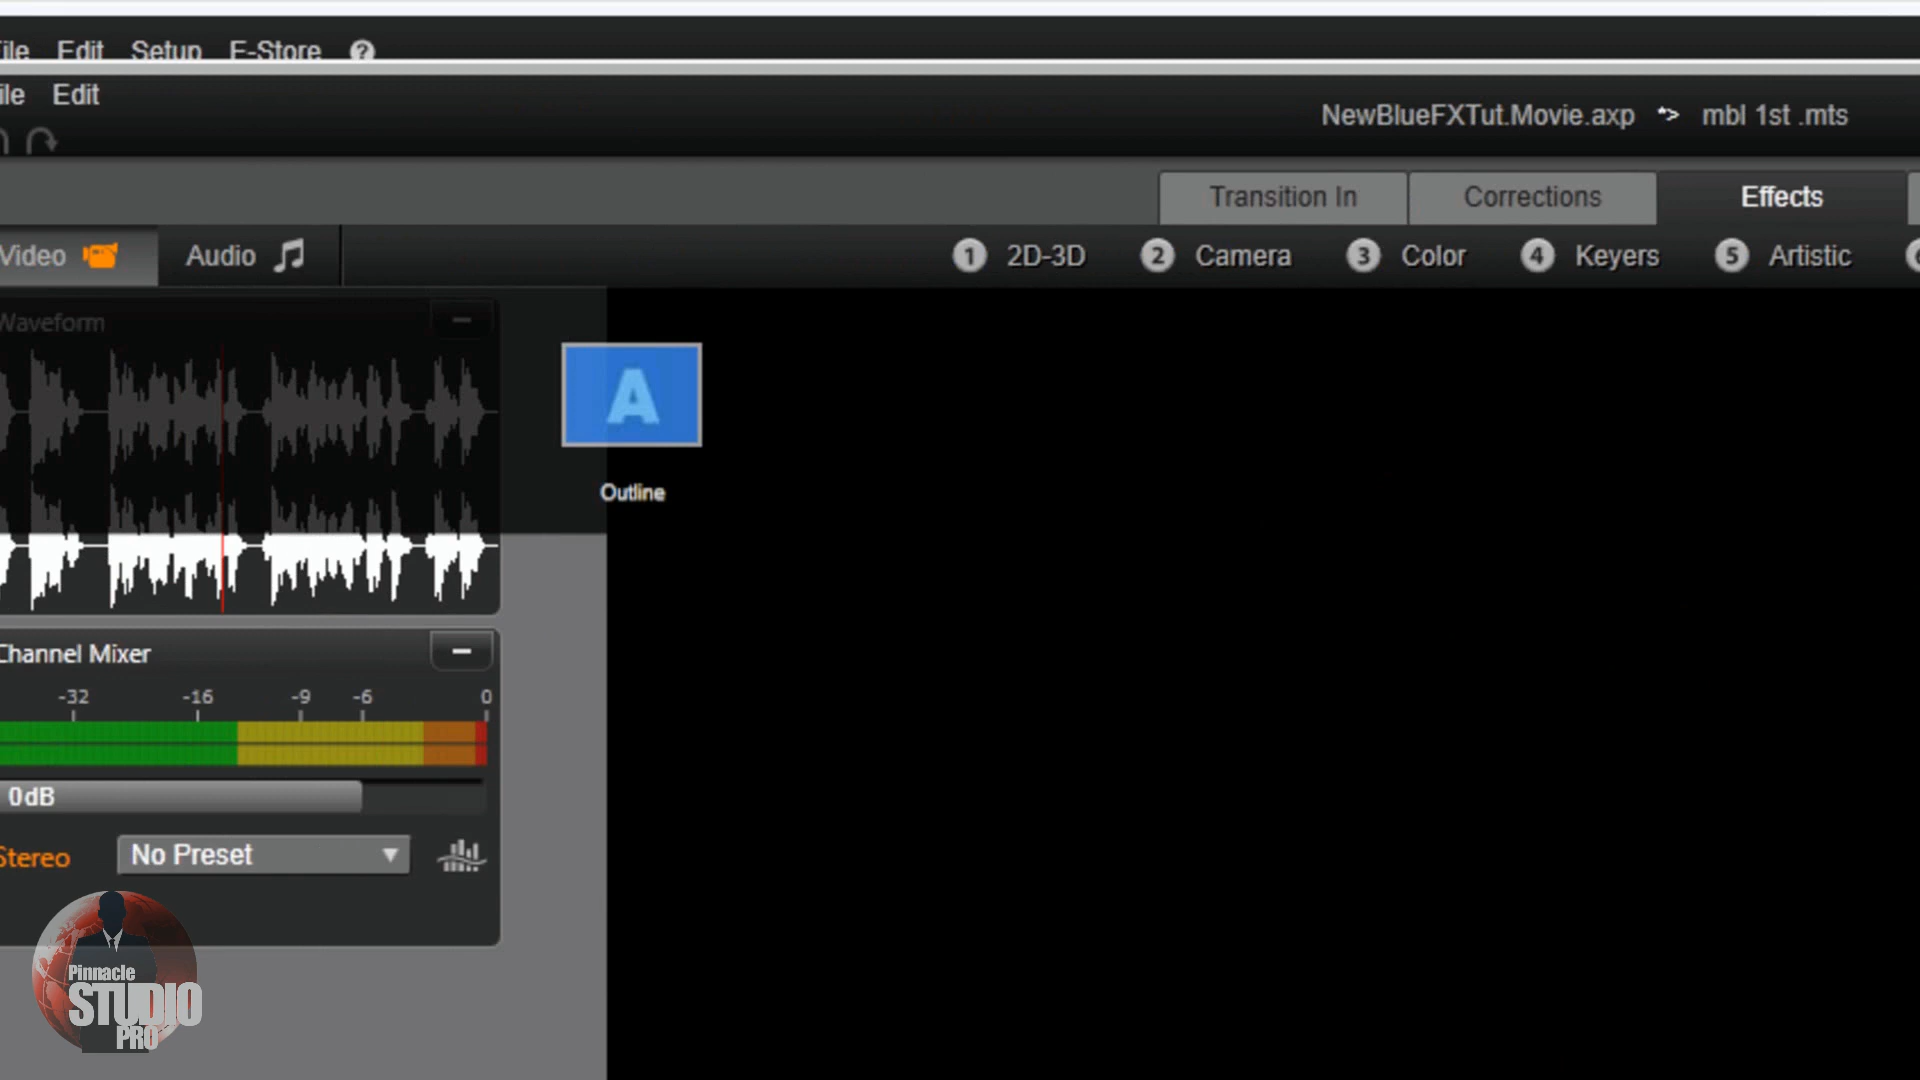 ile Edit Setup E-Store ?
ile Edit
NewBlueFXTut.Movie.axp *> mbl 1st .mts
Transition In Corrections Effects
Video Audio 1 2D-3D 2 Camera 3 Color 4 Keyers 5 Artistic
Waveform
A
Outline
Channel Mixer
-32 -16 -9 -6 0
0dB
Stereo No Preset
Pinnacle
STUDIO
PRO